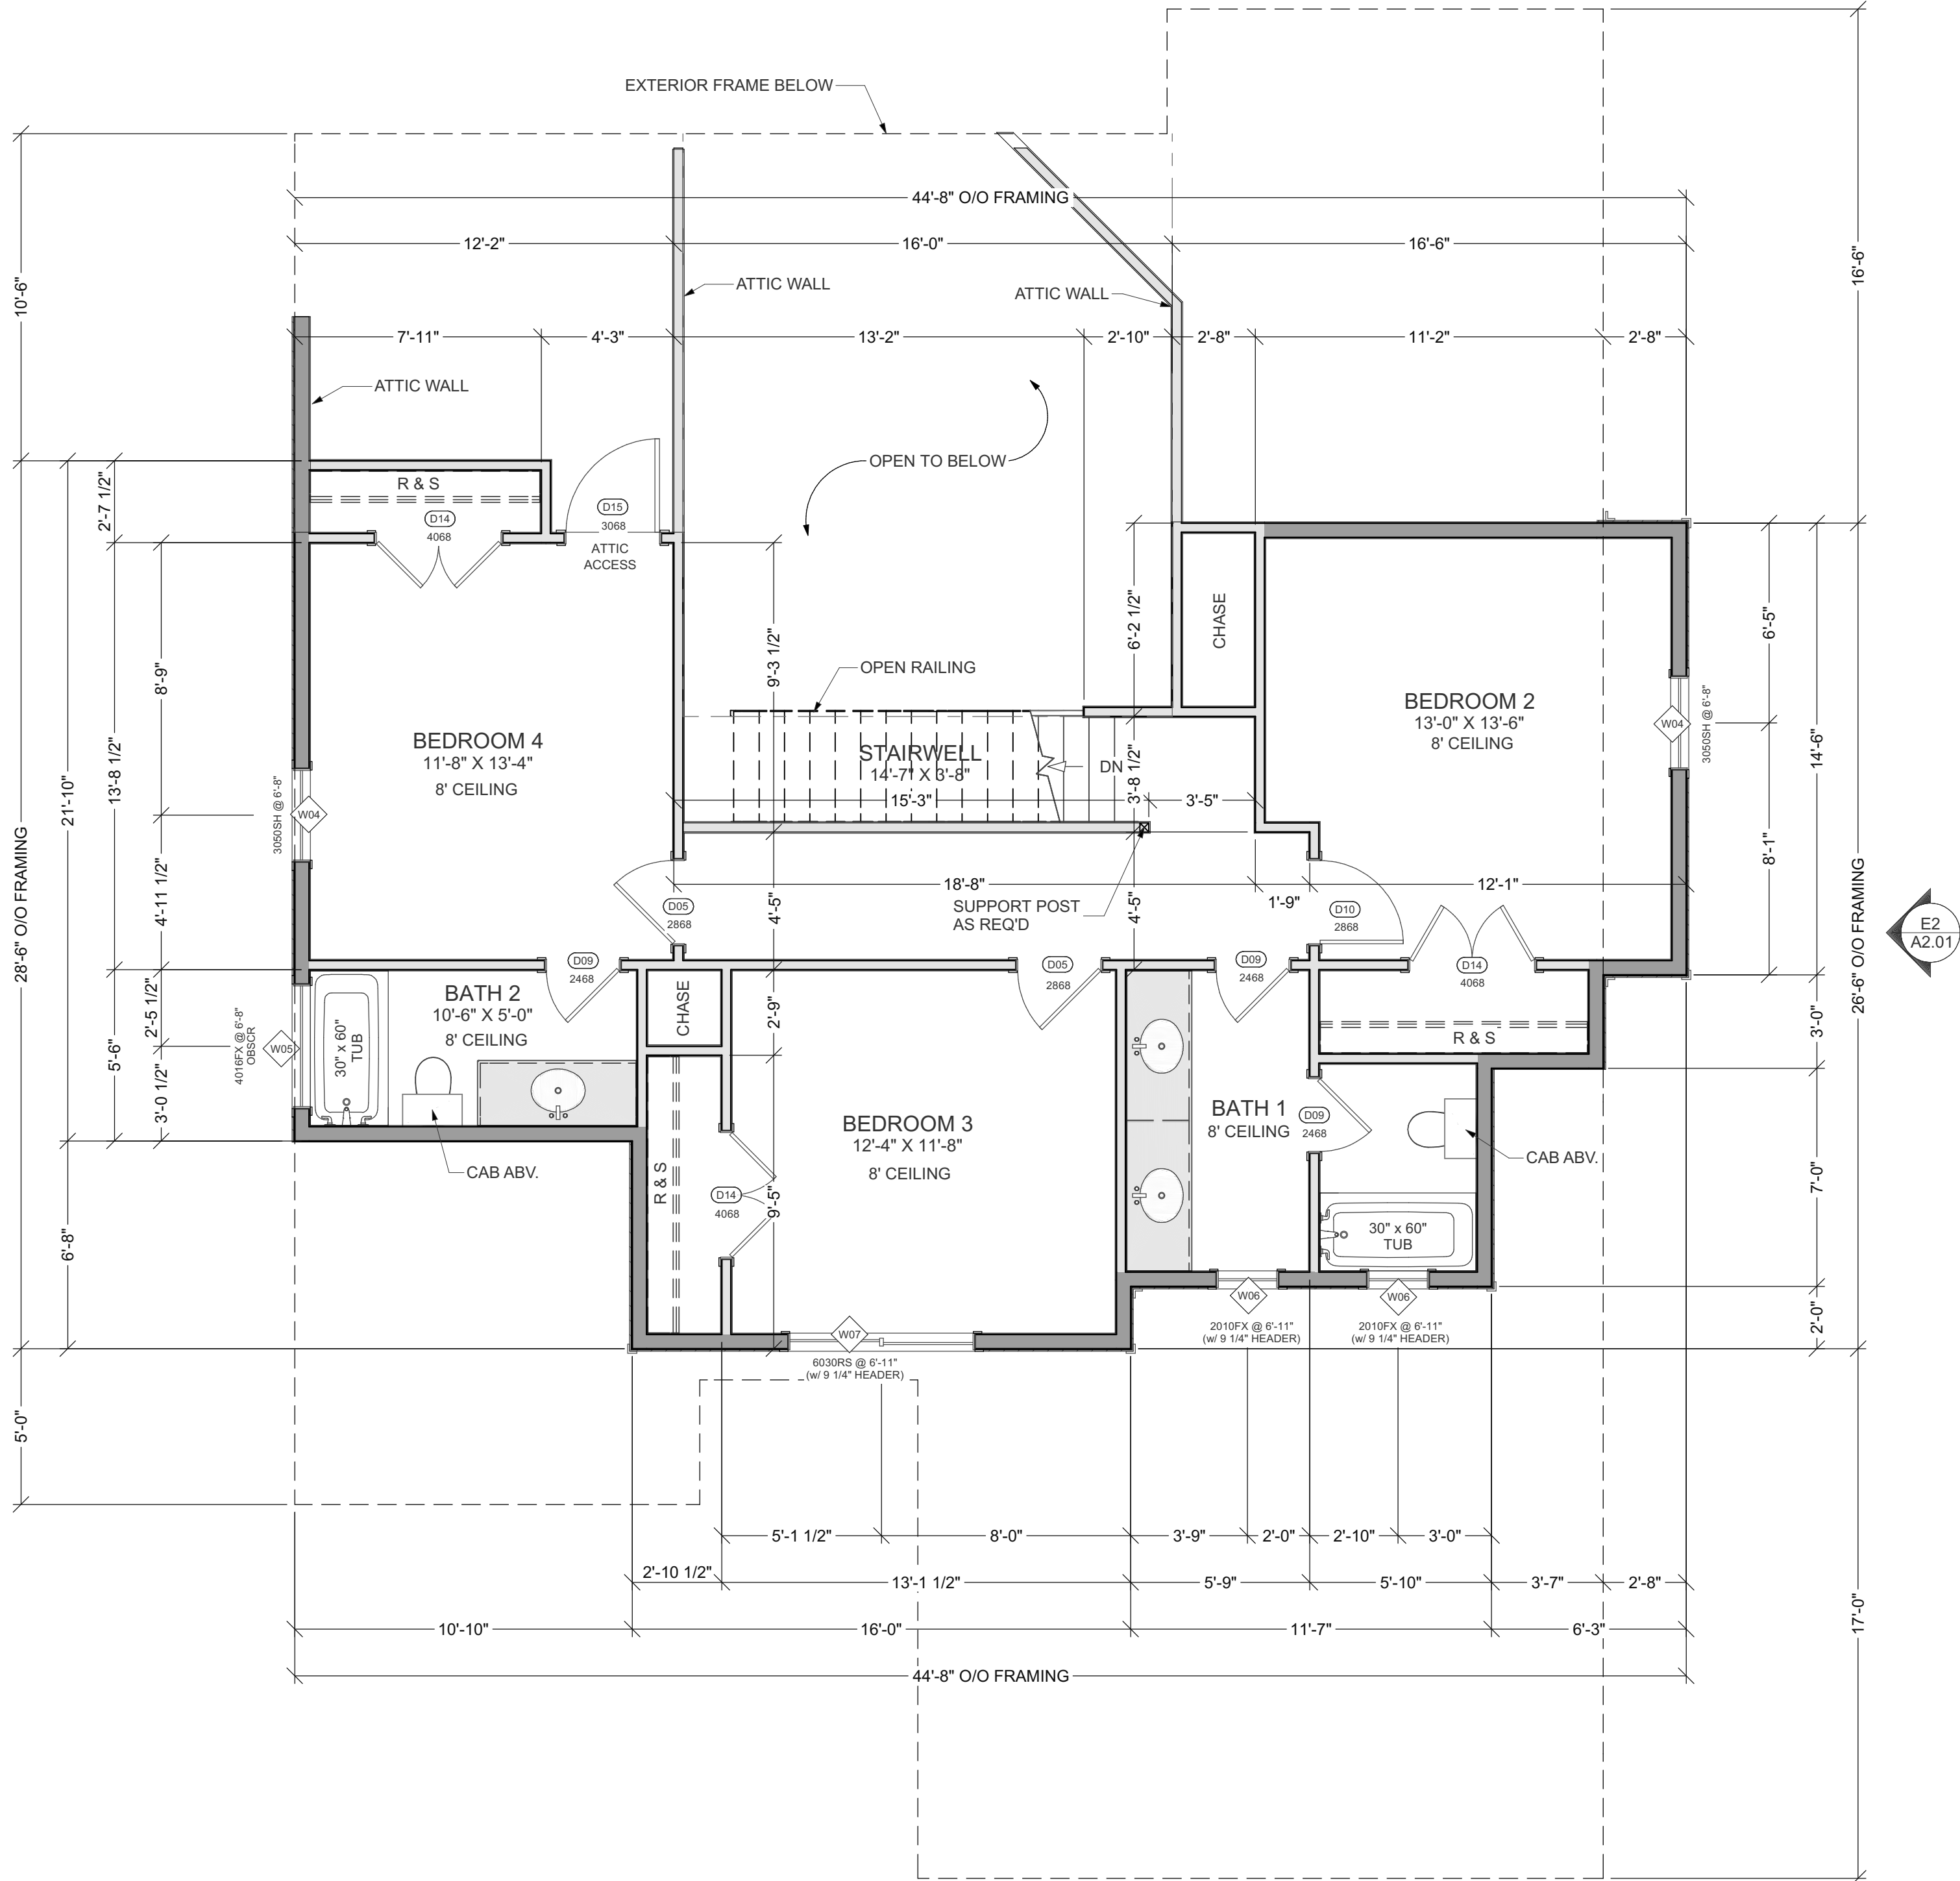 EXTERIOR FRAME BELOW
44'-8" O/O FRAMING
12'-2"
16'-0"
16'-6"
10'-6"
16'-6"
ATTIC WALL
ATTIC WALL
7'-11"
4'-3"
13'-2"
2'-10"
2'-8"
11'-2"
2'-8"
ATTIC WALL
OPEN TO BELOW
R & S
D14
4068
D15
3068
ATTIC
ACCESS
2'-7 1/2"
CHASE
6'-2 1/2"
6'-5"
9'-3 1/2"
8'-9"
OPEN RAILING
BEDROOM 2
13'-0" X 13'-6"
8' CEILING
W04
3050SH @ 6'-8"
14'-6"
BEDROOM 4
11'-8" X 13'-4"
8' CEILING
STAIRWELL
14'-7" X 3'-8"
DN
3'-8 1/2"
15'-3"
3'-5"
13'-8 1/2"
21'-10"
28'-6" O/O FRAMING
W04
3050SH @ 6'-8"
8'-1"
4'-11 1/2"
18'-8"
1'-9"
12'-1"
D05
2868
4'-5"
SUPPORT POST
AS REQ'D
4'-5"
D10
2868
26'-6" O/O FRAMING
E2
A2.01
D09
2468
D05
2868
D09
2468
D14
4068
BATH 2
10'-6" X 5'-0"
8' CEILING
CHASE
2'-9"
2'-5 1/2"
3'-0"
R & S
W05
4016FX @ 6'-8"
OBSCR
30" x 60"
TUB
5'-6"
3'-0 1/2"
BEDROOM 3
12'-4" X 11'-8"
8' CEILING
BATH 1
8' CEILING
D09
2468
CAB ABV.
CAB ABV.
R & S
D14
4068
9'-5"
7'-0"
6'-8"
30" x 60"
TUB
W06
W06
2010FX @ 6'-11"
(w/ 9 1/4" HEADER)
2010FX @ 6'-11"
(w/ 9 1/4" HEADER)
2'-0"
W07
6030RS @ 6'-11"
(w/ 9 1/4" HEADER)
5'-0"
5'-1 1/2"
8'-0"
3'-9"
2'-0"
2'-10"
3'-0"
2'-10 1/2"
13'-1 1/2"
5'-9"
5'-10"
3'-7"
2'-8"
17'-0"
10'-10"
16'-0"
11'-7"
6'-3"
44'-8" O/O FRAMING